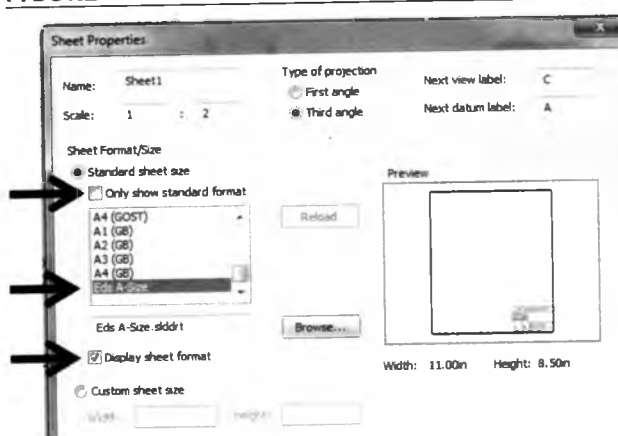 Sheet Properties
Name: Sheet1
Scale: 1 : 2
Type of projection
First angle
Third angle
Next view label: C
Next datum label: A
Sheet Format/Size
Standard sheet size
Only show standard format
A4 (GOST)
A1 (GB)
A2 (GB)
A3 (GB)
A4 (GB)
Eds A-Size
Reload
Eds A-Size.slddrt
Browse...
Display sheet format
Custom sheet size
Width:
Height:
Preview
Width: 11.00in Height: 8.50in